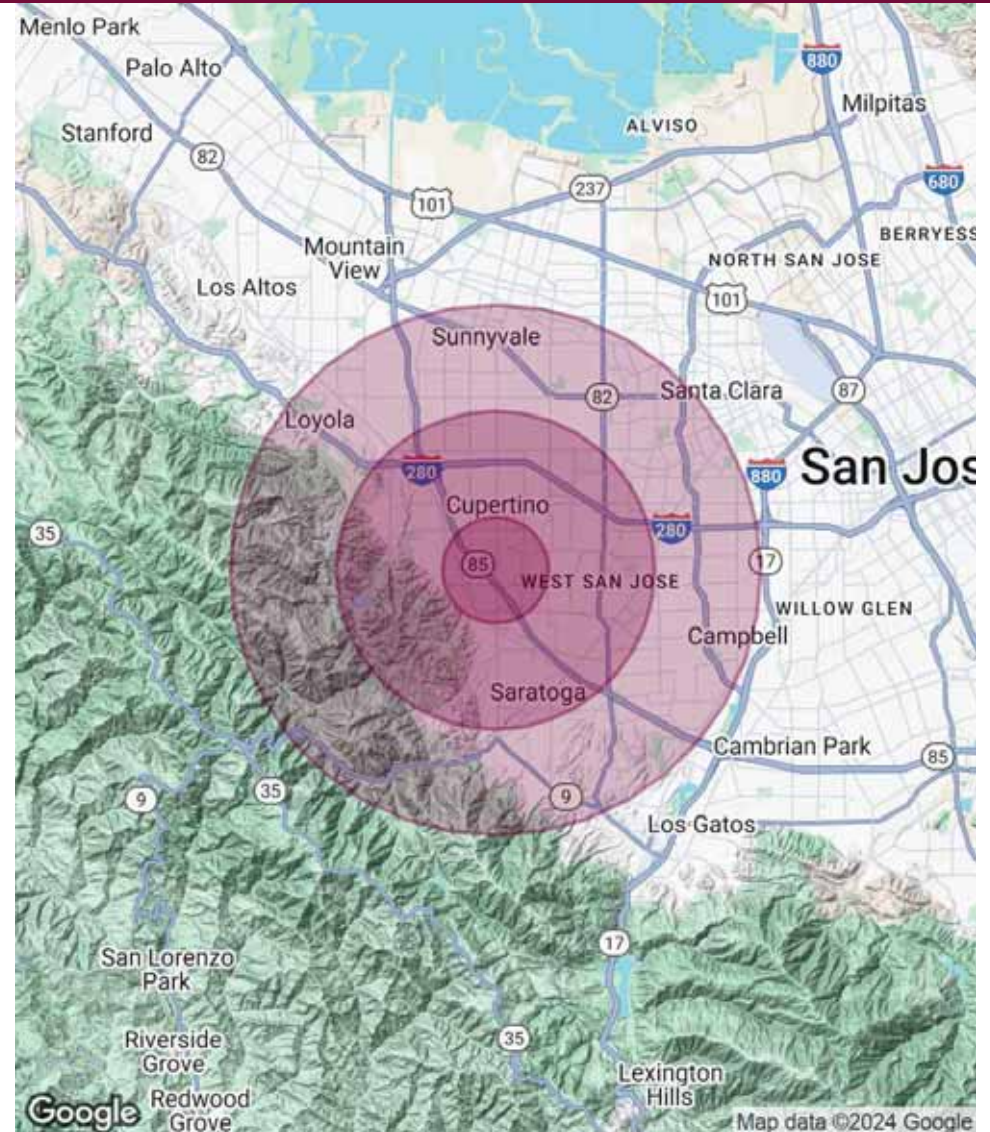 Menlo Park
880
Palo Alto
Milpitas
ALVISO
Stanford
82
237
680
101
BERRYESS
Mountain
View
NORTH SAN JOSE
Los Altos
101
Sunnyvale
82
Santa Clara
87
Loyola
280
880
San Jos
Cupertino
35
280
85
17
WEST SAN JOSE
WILLOW GLEN
Campbell
Saratoga
Cambrian Park
85
9
35
9
Los Gatos
17
San Lorenzo
Park
Riverside
Grove
35
Lexington
Hills
Redwood
Grove
Google
Map data ©2024 Google